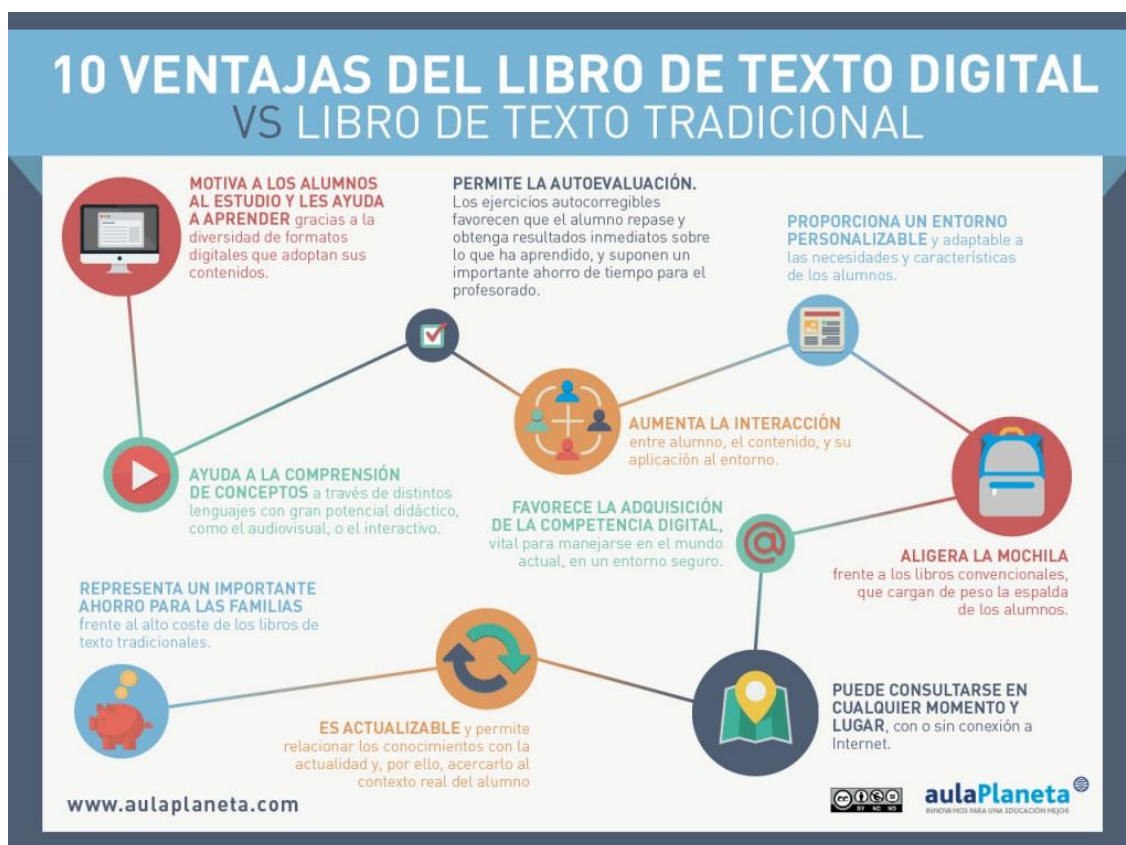 10 VENTAJAS DEL LIBRO DE TEXTO DIGITAL
VS LIBRO DE TEXTO TRADICIONAL
MOTIVA A LOS ALUMNOS
AL ESTUDIO Y LES AYUDA
A APRENDER gracias a la
diversidad de formatos
digitales que adoptan sus
contenidos.
AYUDA A LA COMPRENSIÓN
DE CONCEPTOS a través de distintos
lenguajes con gran potencial didáctico,
como el audiovisual, o el interactivo.
PERMITE LA AUTOEVALUACIÓN.
Los ejercicios autocorregibles
favorecen que el alumno repase y
obtenga resultados inmediatos sobre
lo que ha aprendido, y suponen un
importante ahorro de tiempo para el
profesorado.
AUMENTA LA INTERACCIÓN
entre alumno, el contenido, y su
aplicación al entorno.
PROPORCIONA UN ENTORNO
PERSONALIZABLE y adaptable a
las necesidades y características
de los alumnos.
ALIGERA LA MOCHILA
frente a los libros convencionales,
que cargan de peso la espalda
de los alumnos.
FAVORECE LA ADQUISICIÓN
DE LA COMPETENCIA DIGITAL,
vital para manejarse en el mundo
actual, en un entorno seguro.
@
PUEDE CONSULTARSE EN
CUALQUIER MOMENTO Y
LUGAR, con o sin conexión a
Internet.
ES ACTUALIZABLE y permite
relacionar los conocimientos con la
actualidad y, por ello, acercarlo al
contexto real del alumno
REPRESENTA UN IMPORTANTE
AHORRO PARA LAS FAMILIAS
frente al alto coste de los libros de
texto tradicionales.
www.aulaplaneta.com
BY NC ND
aulaPlaneta
INNOVAMOS PARA UNA EDUCACIÓN MEJOR